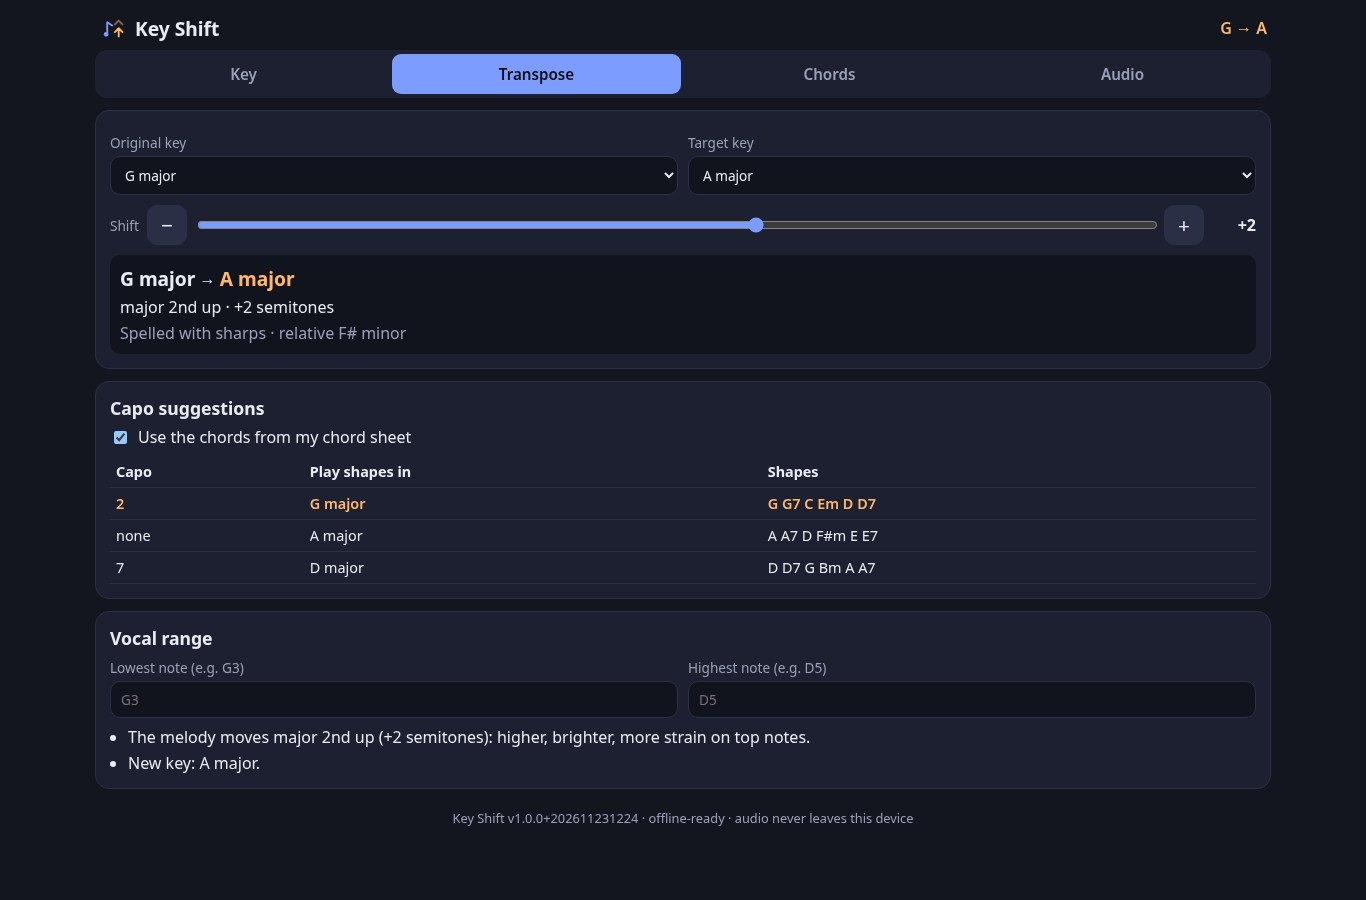 Key Shift
G → A
Key Transpose Chords Audio
Original key Target key
G major A major
Shift − + +2
G major → A major
major 2nd up · +2 semitones
Spelled with sharps · relative F# minor
Capo suggestions
Use the chords from my chord sheet
Capo Play shapes in Shapes
2 G major G G7 C Em D D7
none A major A A7 D F#m E E7
7 D major D D7 G Bm A A7
Vocal range
Lowest note (e.g. G3) Highest note (e.g. D5)
G3 D5
The melody moves major 2nd up (+2 semitones): higher, brighter, more strain on top notes.
New key: A major.
Key Shift v1.0.0+202611231224 · offline-ready · audio never leaves this device